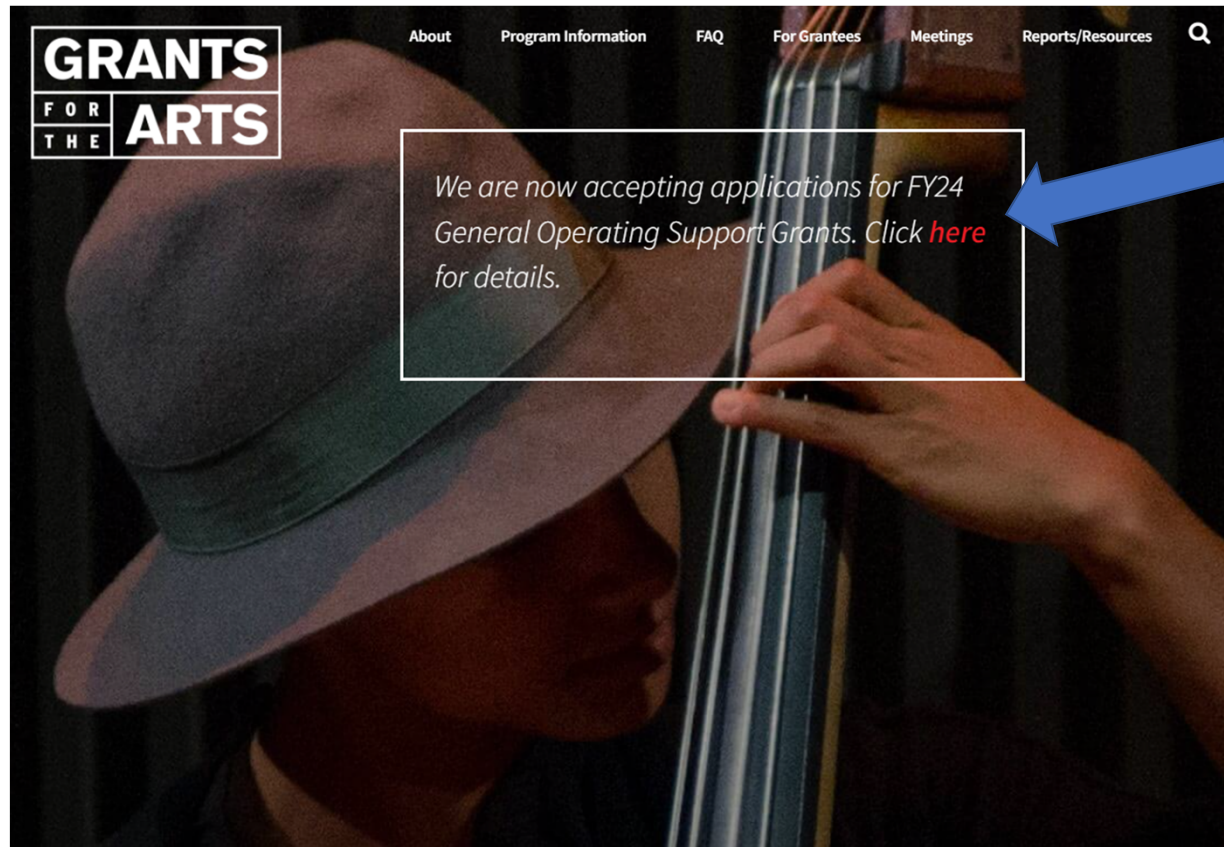 GRANTS
FOR
THE
ARTS
About Program Information FAQ For Grantees Meetings Reports/Resources
We are now accepting applications for FY24
General Operating Support Grants. Click here
for details.